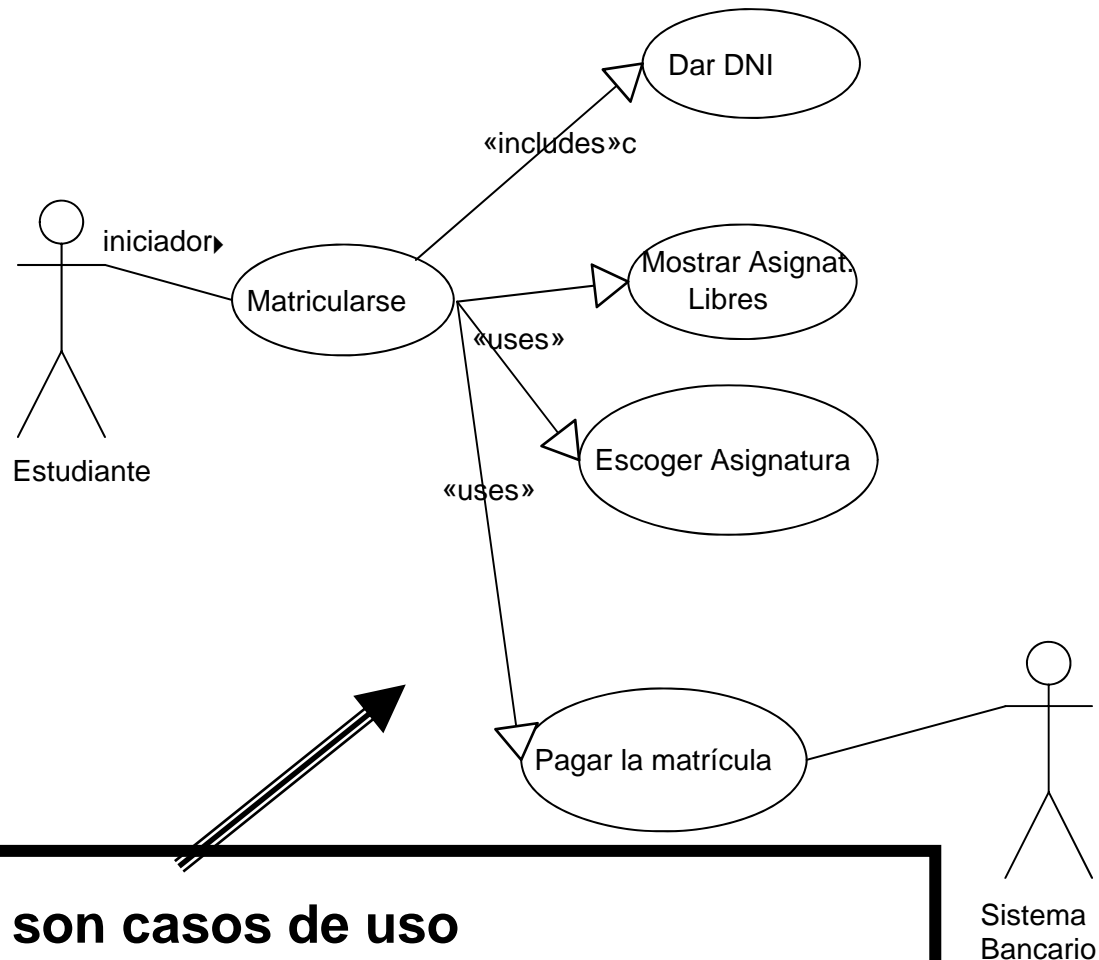 Dar DNI
«includes»c
iniciador
Mostrar Asignat.
Libres
Matricularse
«uses»
Escoger Asignatura
Estudiante
«uses»
Pagar la matrícula
son casos de uso
Sistema
Bancario